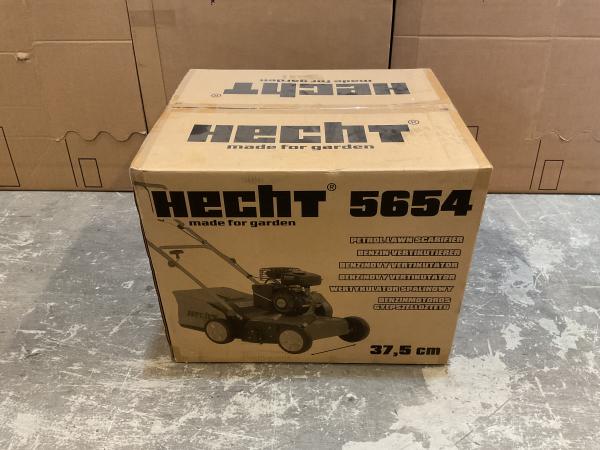 HECHT®
made for garden
HECHT®
made for garden
HECHT® 5654
made for garden
PETROL LAWN SCARIFIER
BENZIN VERTIKUTIERER
BENZINOVÝ VERTIKUTÁTOR
BENZÍNOVÝ VERTIKUTÁTOR
WERTYKULATOR SPALINOWY
BENZINMOTOROS
GYEPSZELLŐZTETŐ
HECHT
37,5 cm